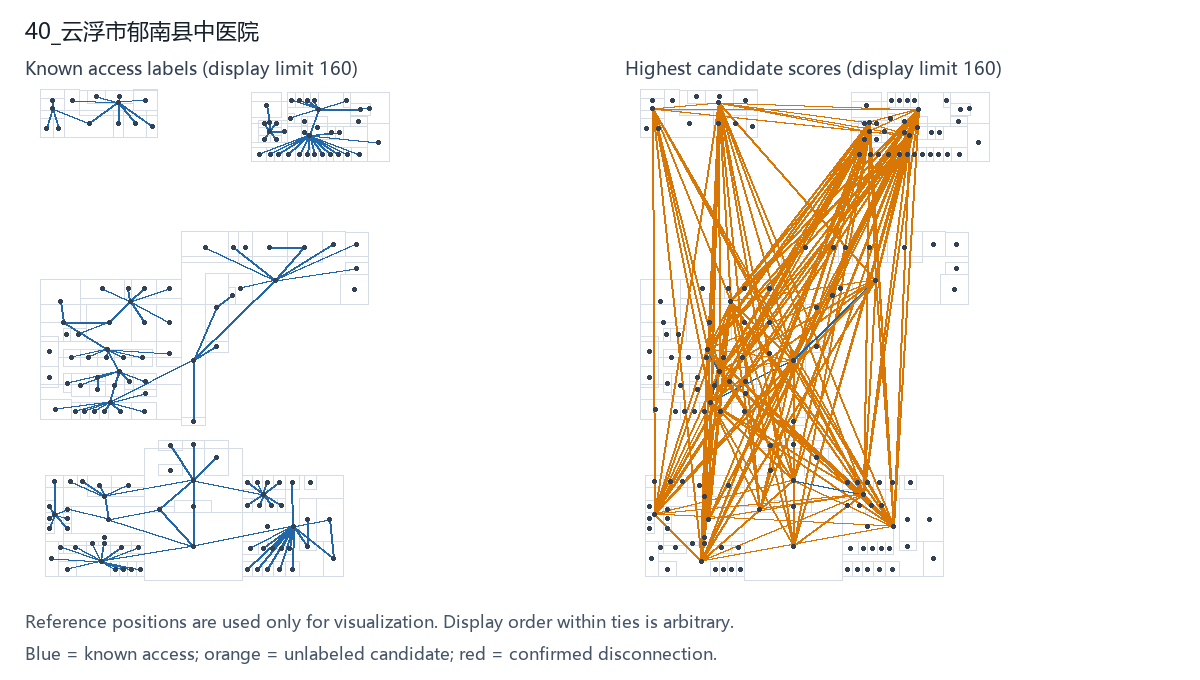 40_云浮市郁南县中医院
Known access labels (display limit 160)
Highest candidate scores (display limit 160)
Reference positions are used only for visualization. Display order within ties is arbitrary.
Blue = known access; orange = unlabeled candidate; red = confirmed disconnection.